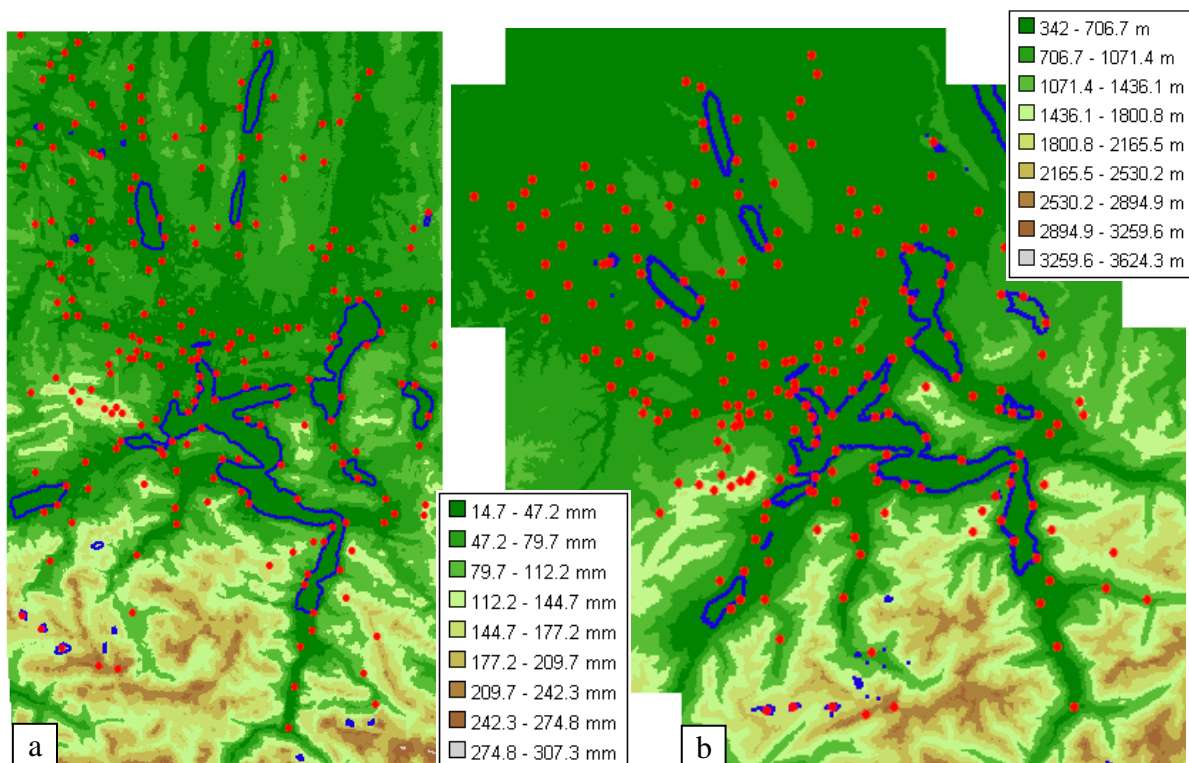 342 - 706.7 m
706.7 - 1071.4 m
1071.4 - 1436.1 m
1436.1 - 1800.8 m
1800.8 - 2165.5 m
2165.5 - 2530.2 m
2530.2 - 2894.9 m
2894.9 - 3259.6 m
3259.6 - 3624.3 m
14.7 - 47.2 mm
47.2 - 79.7 mm
79.7 - 112.2 mm
112.2 - 144.7 mm
144.7 - 177.2 mm
177.2 - 209.7 mm
209.7 - 242.3 mm
242.3 - 274.8 mm
274.8 - 307.3 mm
a
b